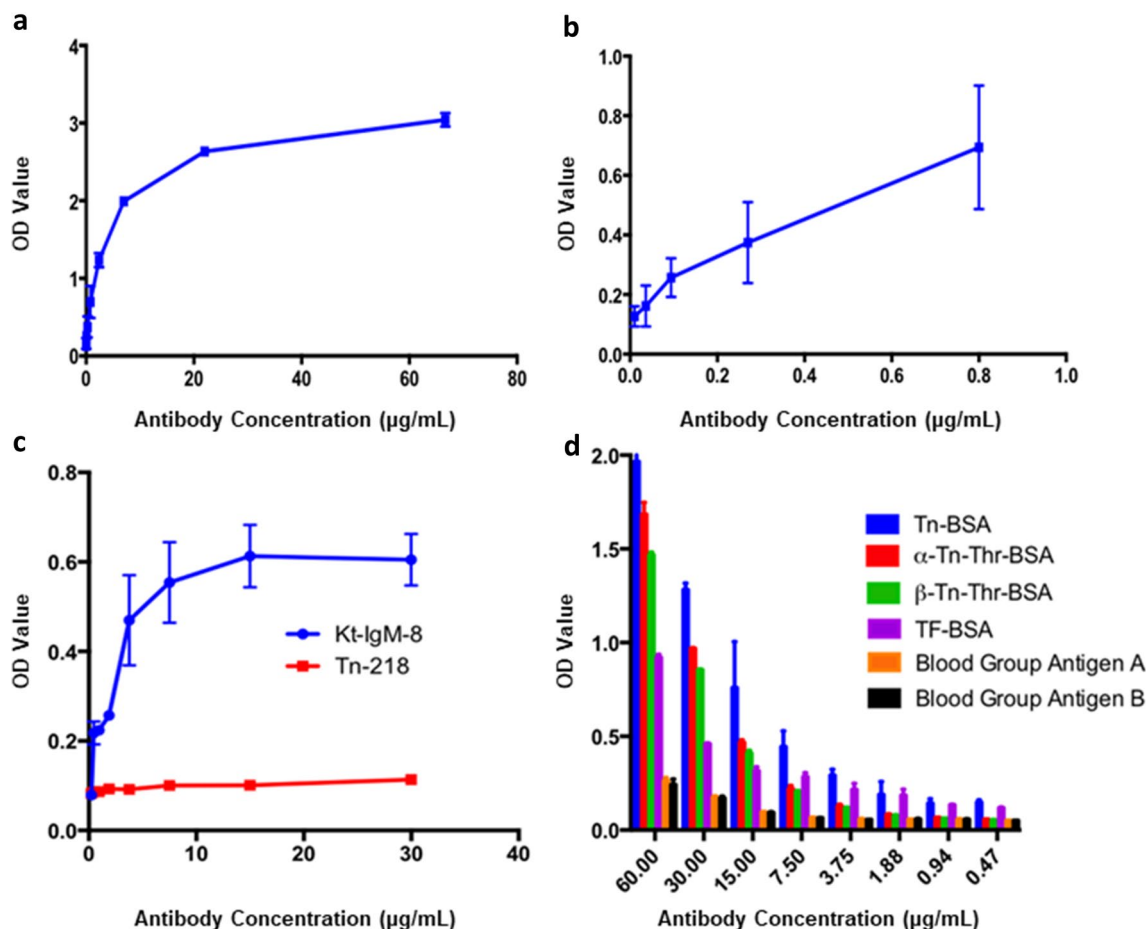 a
4
3
2
1
0
OD Value
0 20 40 60 80
Antibody Concentration (µg/mL)
b
1.0
0.8
0.6
0.4
0.2
0.0
OD Value
0.0 0.2 0.4 0.6 0.8 1.0
Antibody Concentration (µg/mL)
c
0.8
0.6
0.4
0.2
0.0
OD Value
Kt-IgM-8
Tn-218
0 10 20 30 40
Antibody Concentration (µg/mL)
d
2.0
1.5
1.0
0.5
0.0
OD Value
Tn-BSA
α-Tn-Thr-BSA
β-Tn-Thr-BSA
TF-BSA
Blood Group Antigen A
Blood Group Antigen B
60.00 30.00 15.00 7.50 3.75 1.88 0.94 0.47
Antibody Concentration (µg/mL)